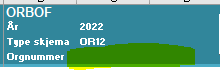 ORBOF
År 2022
Type skjema OR12
Orgnummer